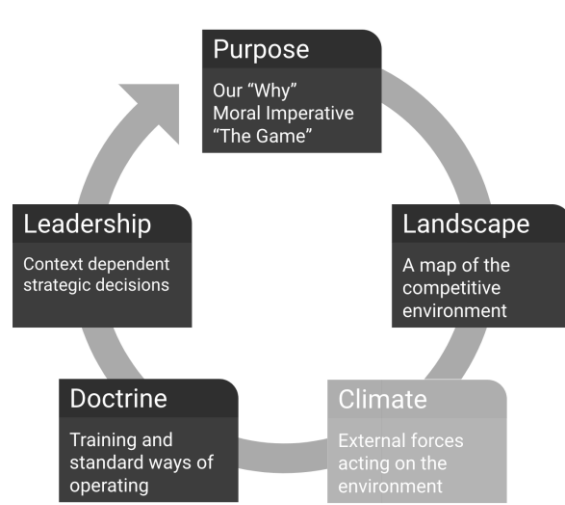 Purpose
Our “Why”
Moral Imperative
“The Game”
Landscape
A map of the
competitive
environment
Climate
External forces
acting on the
environment
Doctrine
Training and
standard ways of
operating
Leadership
Context dependent
strategic decisions